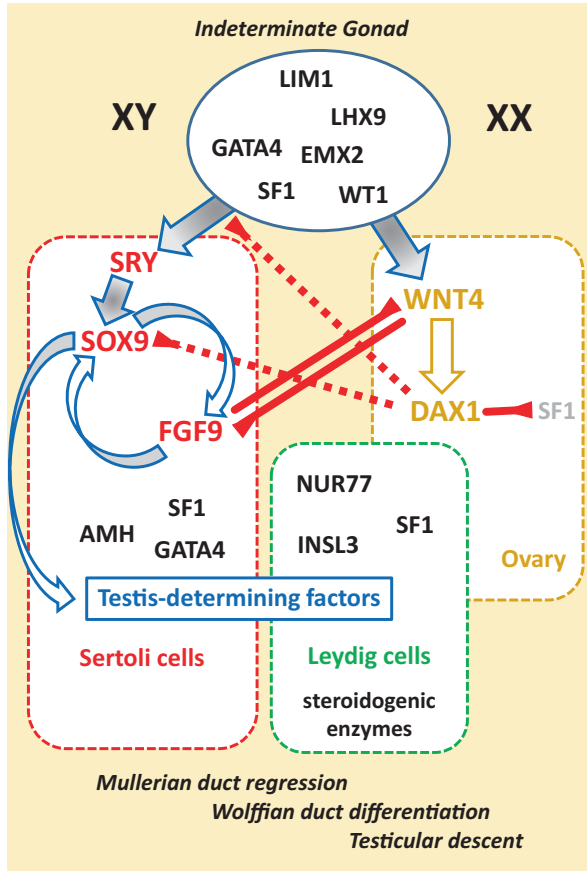 Indeterminate Gonad
XY
XX
LIM1
LHX9
GATA4
EMX2
SF1
WT1
SRY
WNT4
SOX9
FGF9
DAX1
SF1
NUR77
SF1
AMH
GATA4
SF1
INSL3
Ovary
Testis-determining factors
Sertoli cells
Leydig cells
steroidogenic
enzymes
Mullerian duct regression
Wolffian duct differentiation
Testicular descent